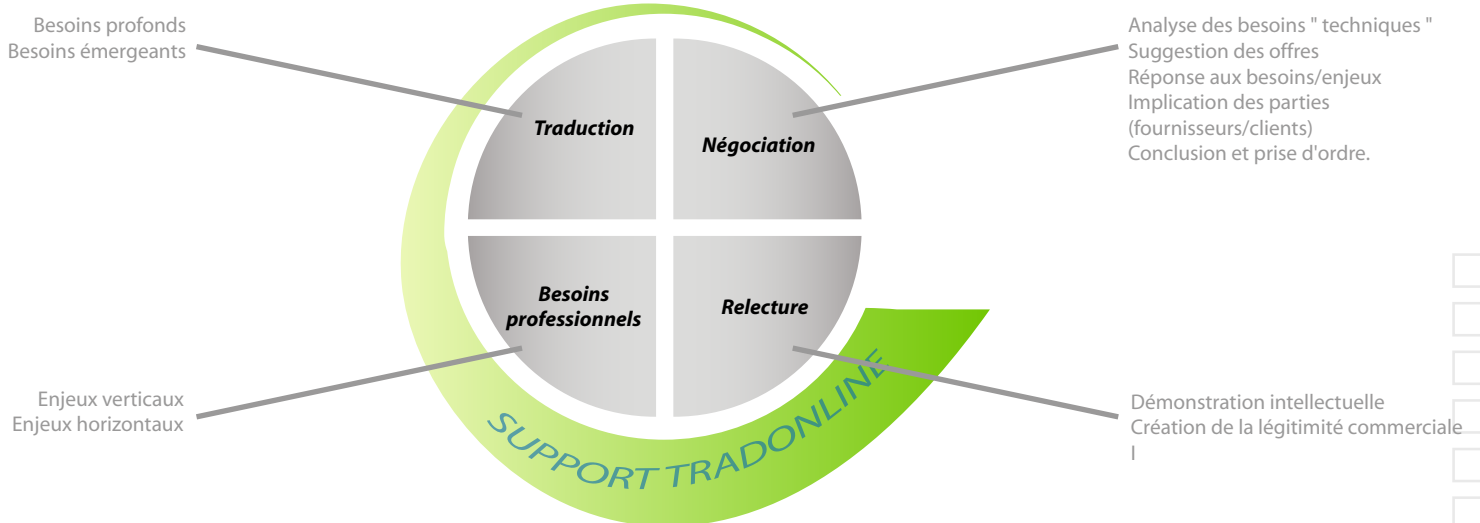 Besoins profonds
Besoins émergeants
Analyse des besoins " techniques "
Suggestion des offres
Réponse aux besoins/enjeux
Implication des parties
(fournisseurs/clients)
Conclusion et prise d'ordre.
Traduction
Négociation
Besoins
professionnels
Relecture
Enjeux verticaux
Enjeux horizontaux
Démonstration intellectuelle
Création de la légitimité commerciale
I
SUPPORT TRADONLINE